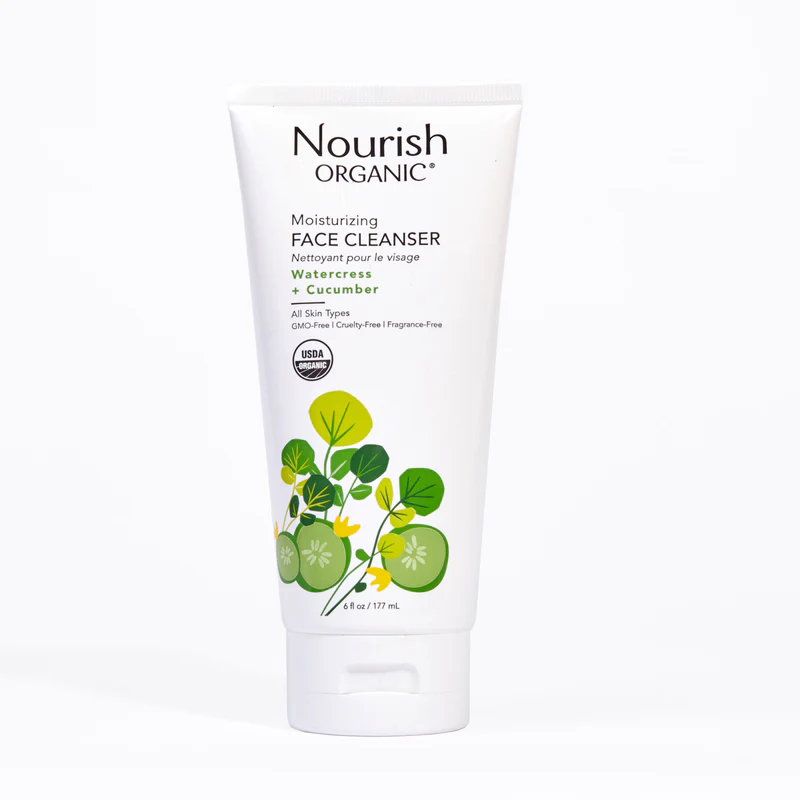 Nourish
ORGANIC®
Moisturizing
FACE CLEANSER
Nettoyant pour le visage
Watercress
+ Cucumber
All Skin Types
GMO-Free | Cruelty-Free | Fragrance-Free
USDA
ORGANIC
6 fl oz / 177 mL